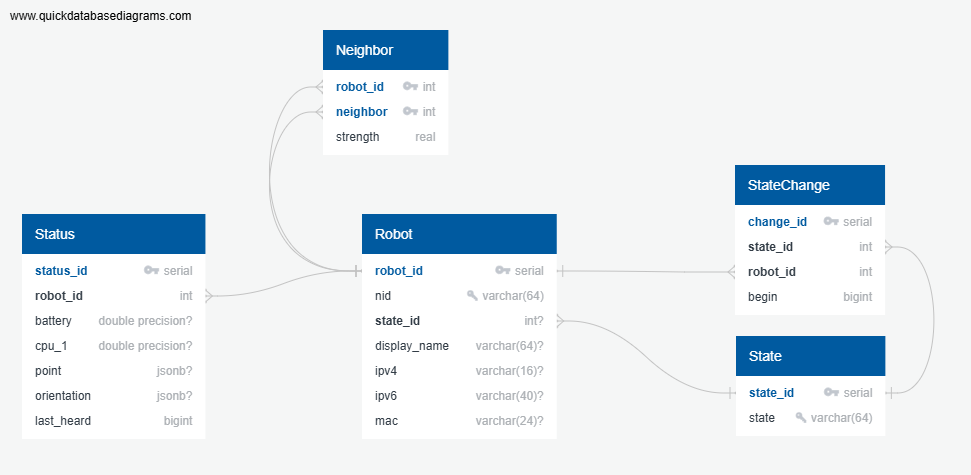 www.quickdatabasediagrams.com
Neighbor
robot_id int
neighbor int
strength real
Status
status_id serial
robot_id int
battery double precision?
cpu_1 double precision?
point jsonb?
orientation jsonb?
last_heard bigint
Robot
robot_id serial
nid varchar(64)
state_id int?
display_name varchar(64)?
ipv4 varchar(16)?
ipv6 varchar(40)?
mac varchar(24)?
StateChange
change_id serial
state_id int
robot_id int
begin bigint
State
state_id serial
state varchar(64)